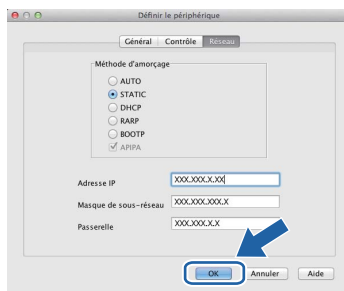 Définir le périphérique
Général Contrôle Réseau
Méthode d'amorçage
AUTO
STATIC
DHCP
RARP
BOOTP
APIPA
Adresse IP XXX.XXX.X.XX
Masque de sous-réseau XXX.XXX.XXX.X
Passerelle XXX.XXX.X.X
OK Annuler Aide